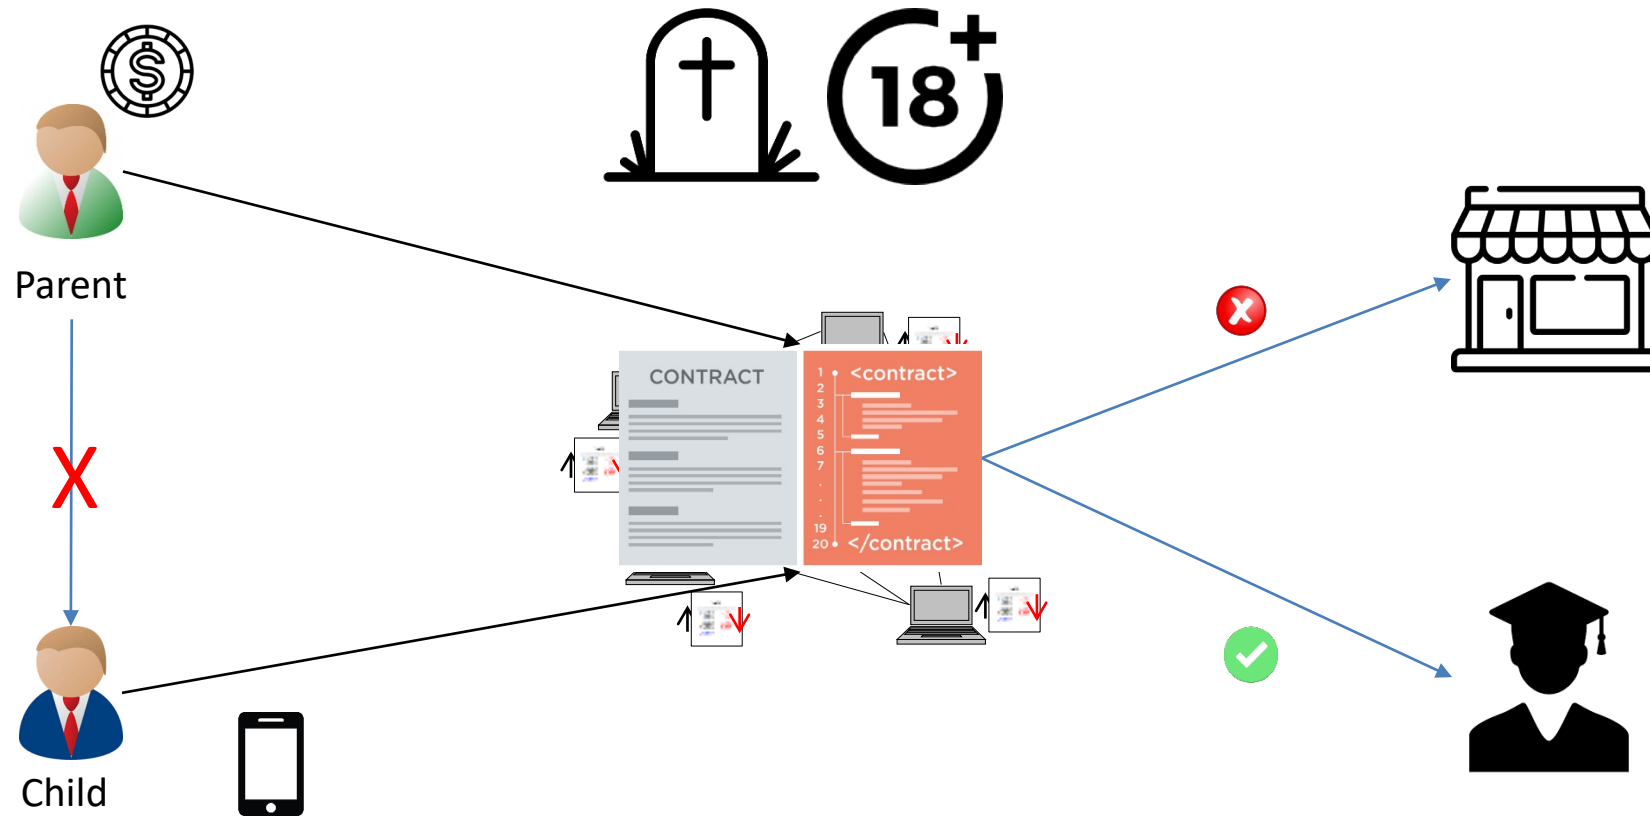 $
18+
Parent
X
CONTRACT
1 <contract>
2
3
4
5
6
7
.
.
.
19
20 </contract>
Child